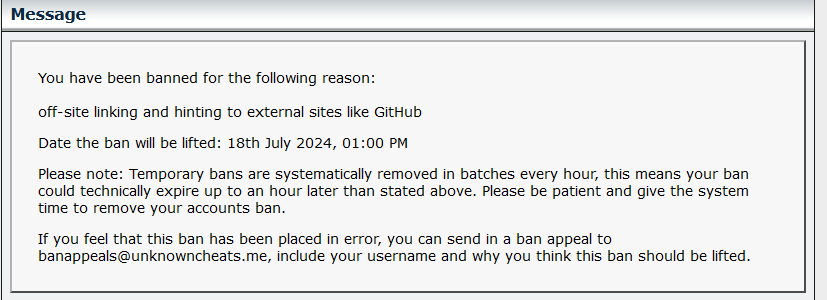 Message
You have been banned for the following reason:
off-site linking and hinting to external sites like GitHub
Date the ban will be lifted: 18th July 2024, 01:00 PM
Please note: Temporary bans are systematically removed in batches every hour, this means your ban
could technically expire up to an hour later than stated above. Please be patient and give the system
time to remove your accounts ban.
If you feel that this ban has been placed in error, you can send in a ban appeal to
banappeals@unknowncheats.me, include your username and why you think this ban should be lifted.